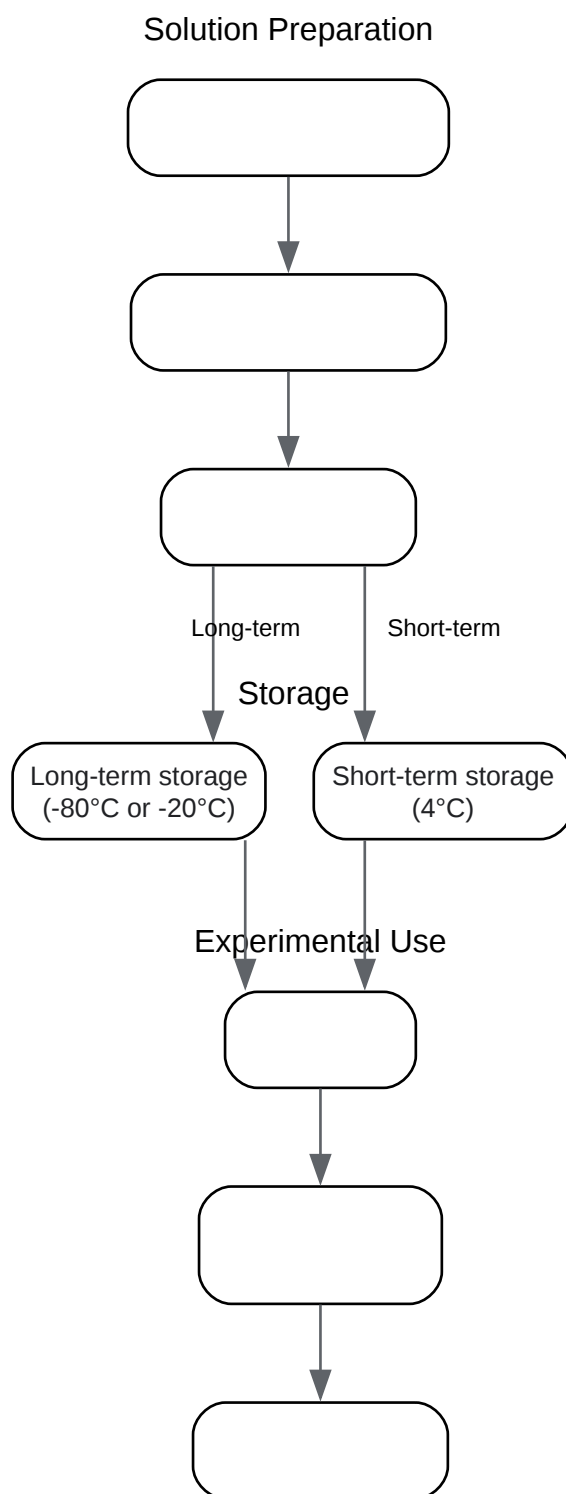 Solution Preparation
Long-term
Short-term
Storage
Long-term storage
(-80°C or -20°C)
Short-term storage
(4°C)
Experimental Use